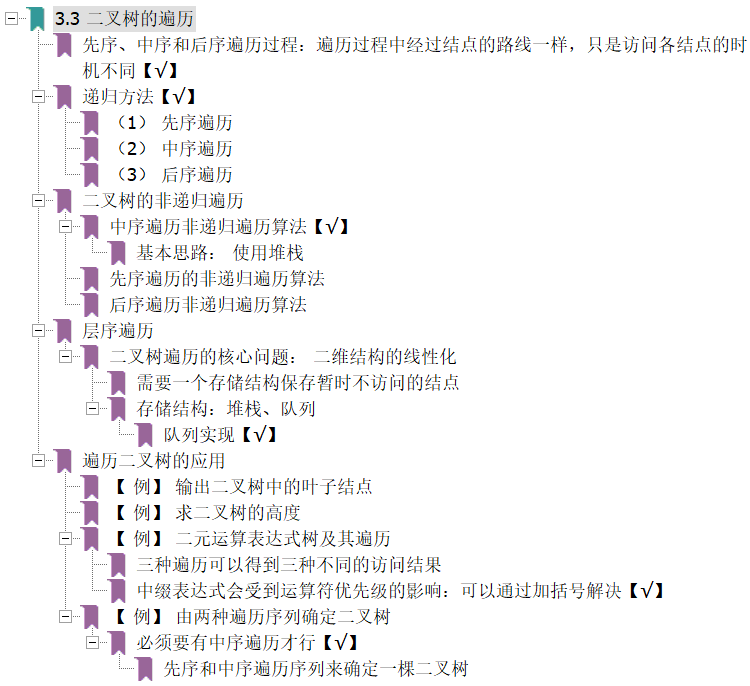 3.3 二叉树的遍历
先序、中序和后序遍历过程：遍历过程中经过结点的路线一样，只是访问各结点的时
机不同【√】
递归方法【√】
（1） 先序遍历
（2） 中序遍历
（3） 后序遍历
二叉树的非递归遍历
中序遍历非递归遍历算法【√】
基本思路： 使用堆栈
先序遍历的非递归遍历算法
后序遍历非递归遍历算法
层序遍历
二叉树遍历的核心问题： 二维结构的线性化
需要一个存储结构保存暂时不访问的结点
存储结构：堆栈、队列
队列实现【√】
遍历二叉树的应用
【 例】 输出二叉树中的叶子结点
【 例】 求二叉树的高度
【 例】 二元运算表达式树及其遍历
三种遍历可以得到三种不同的访问结果
中缀表达式会受到运算符优先级的影响：可以通过加括号解决【√】
【 例】 由两种遍历序列确定二叉树
必须要有中序遍历才行【√】
先序和中序遍历序列来确定一棵二叉树